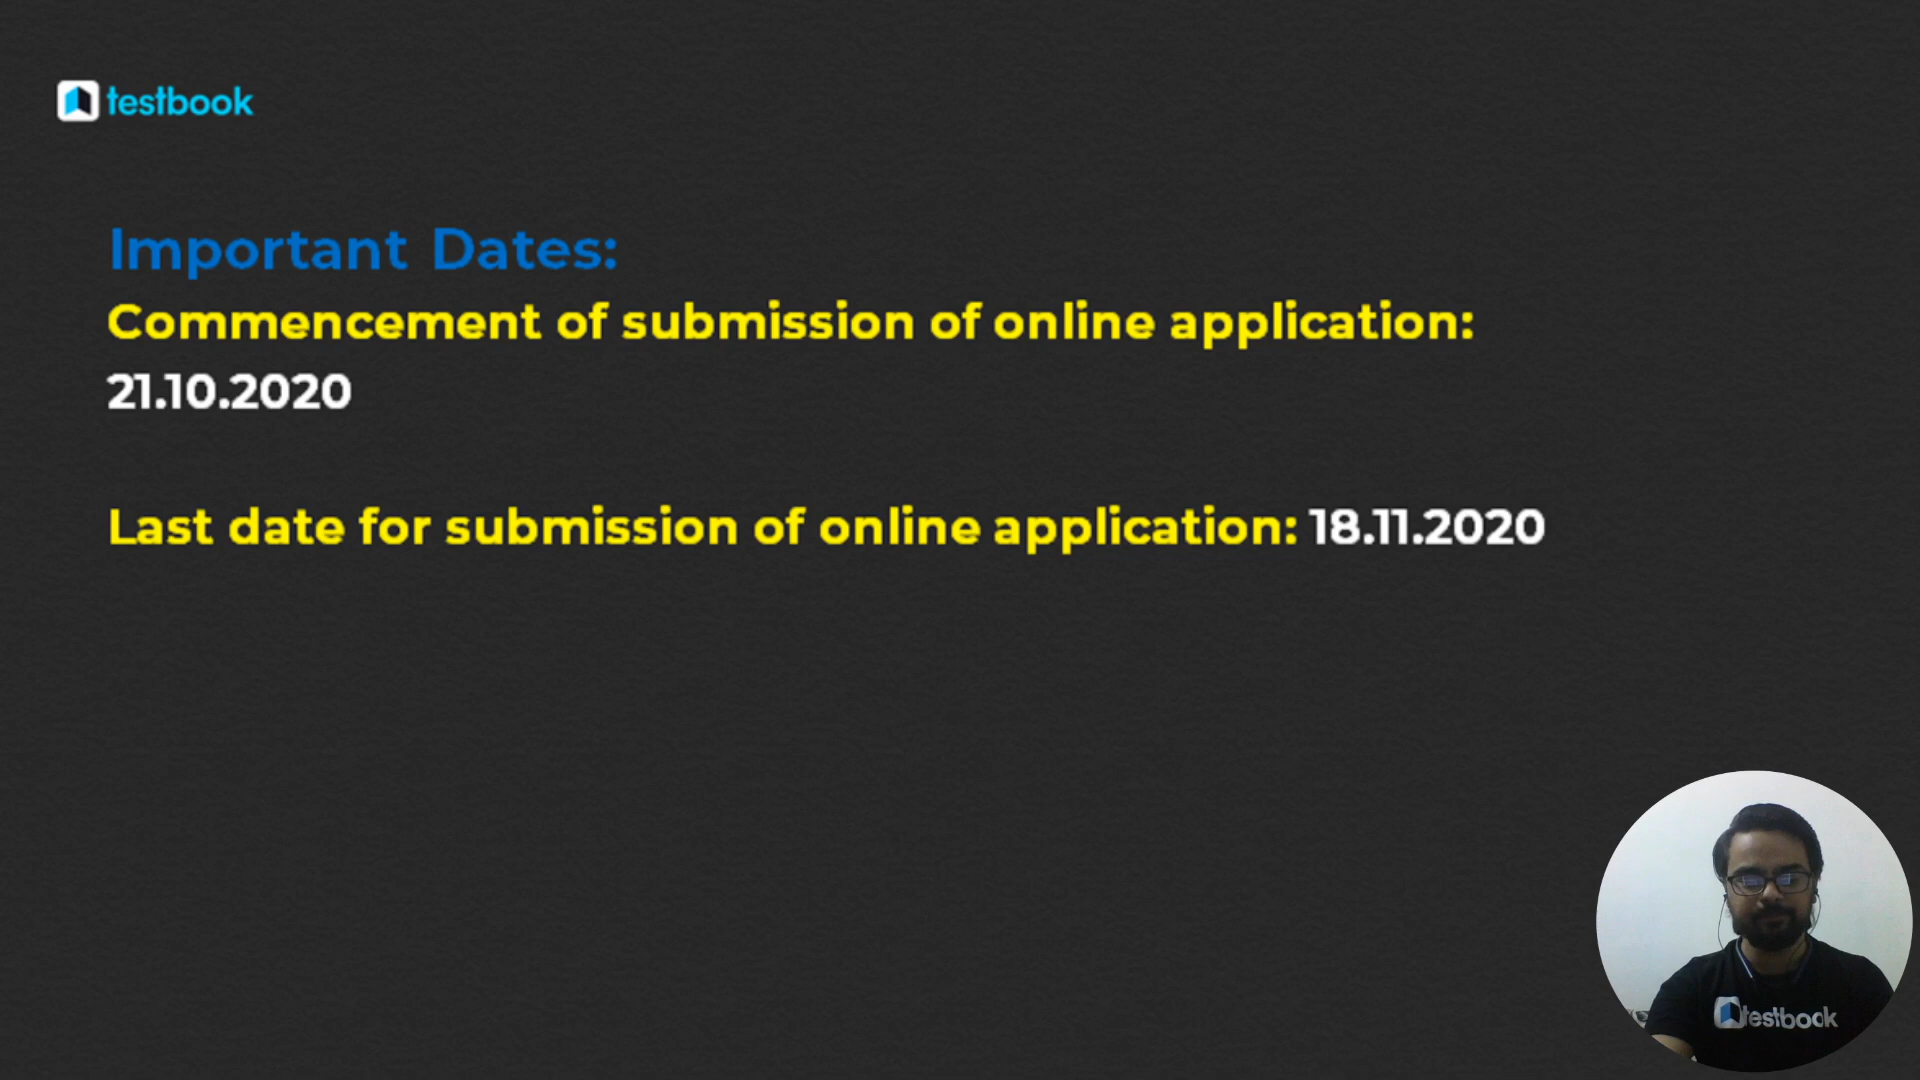 testbook
Important Dates:
Commencement of submission of online application:
21.10.2020
Last date for submission of online application: 18.11.2020
testbook